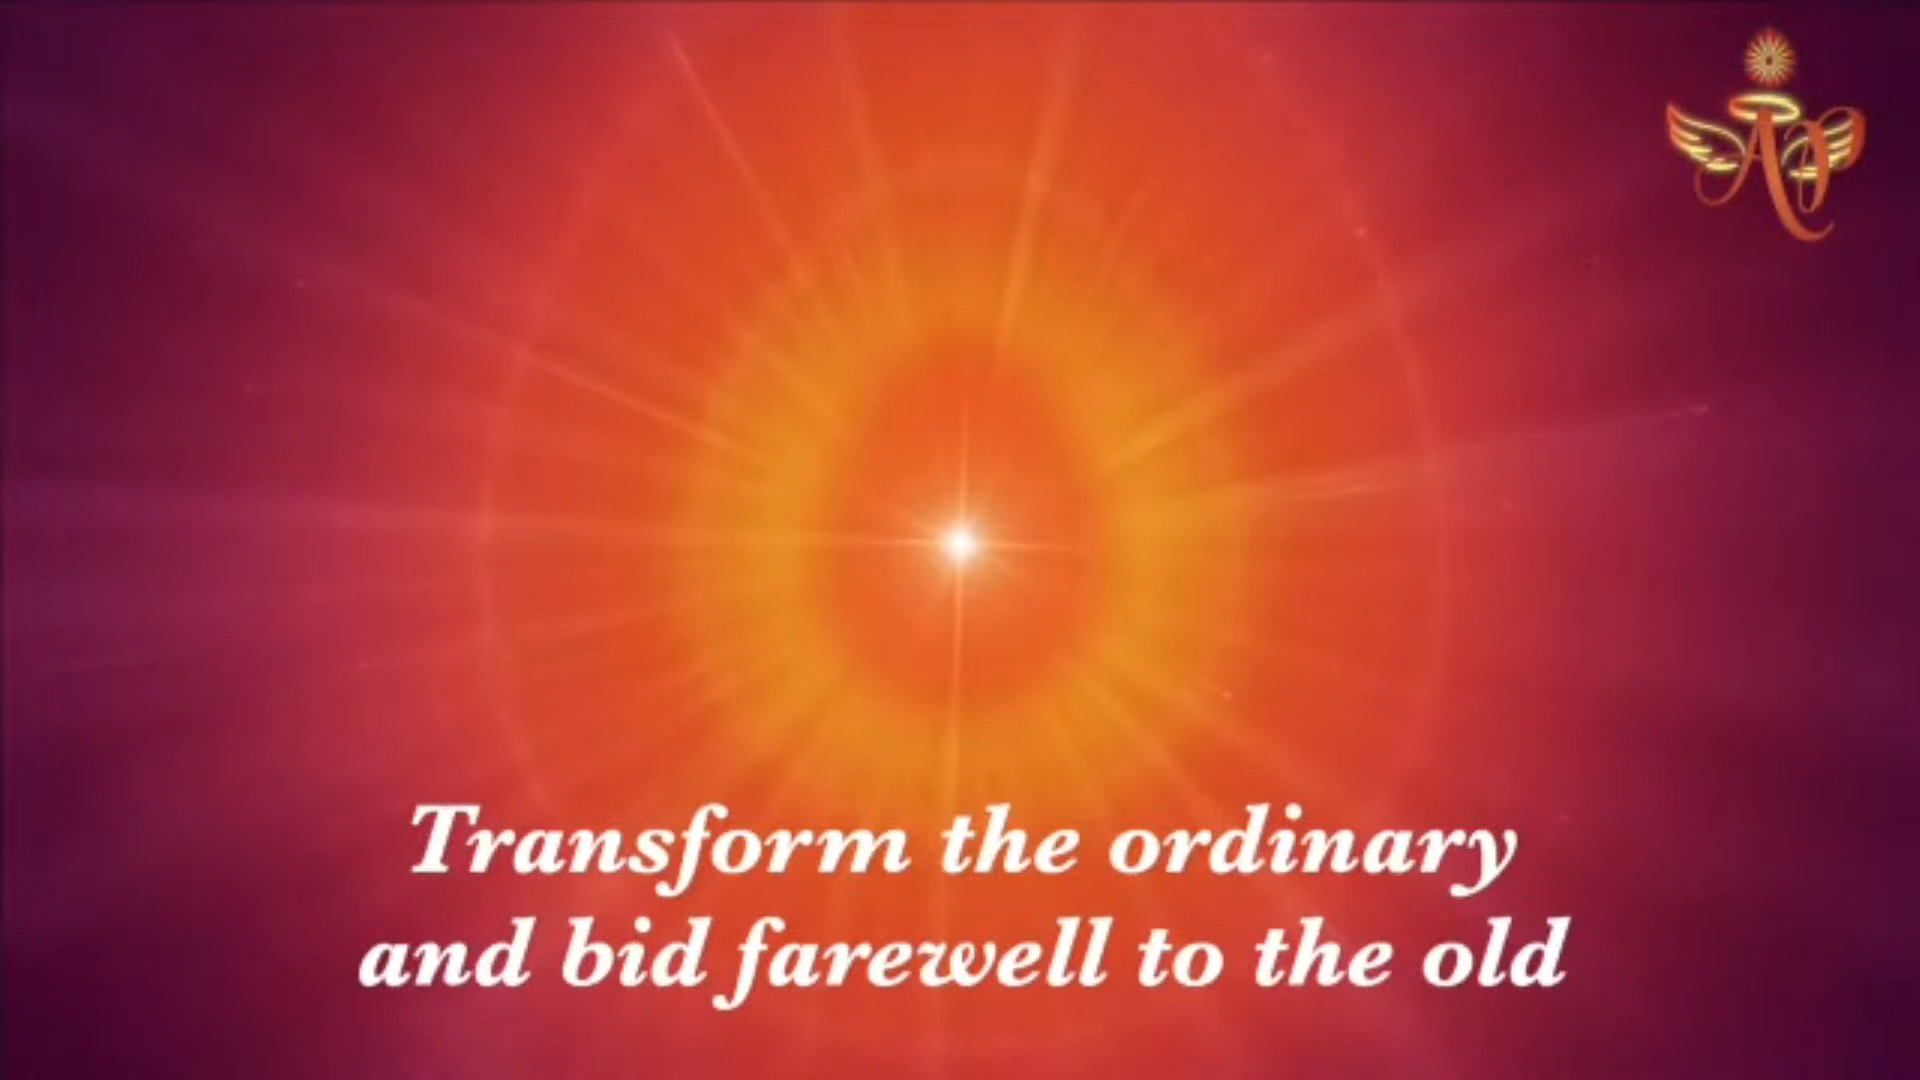 Transform the ordinary
and bid farewell to the old